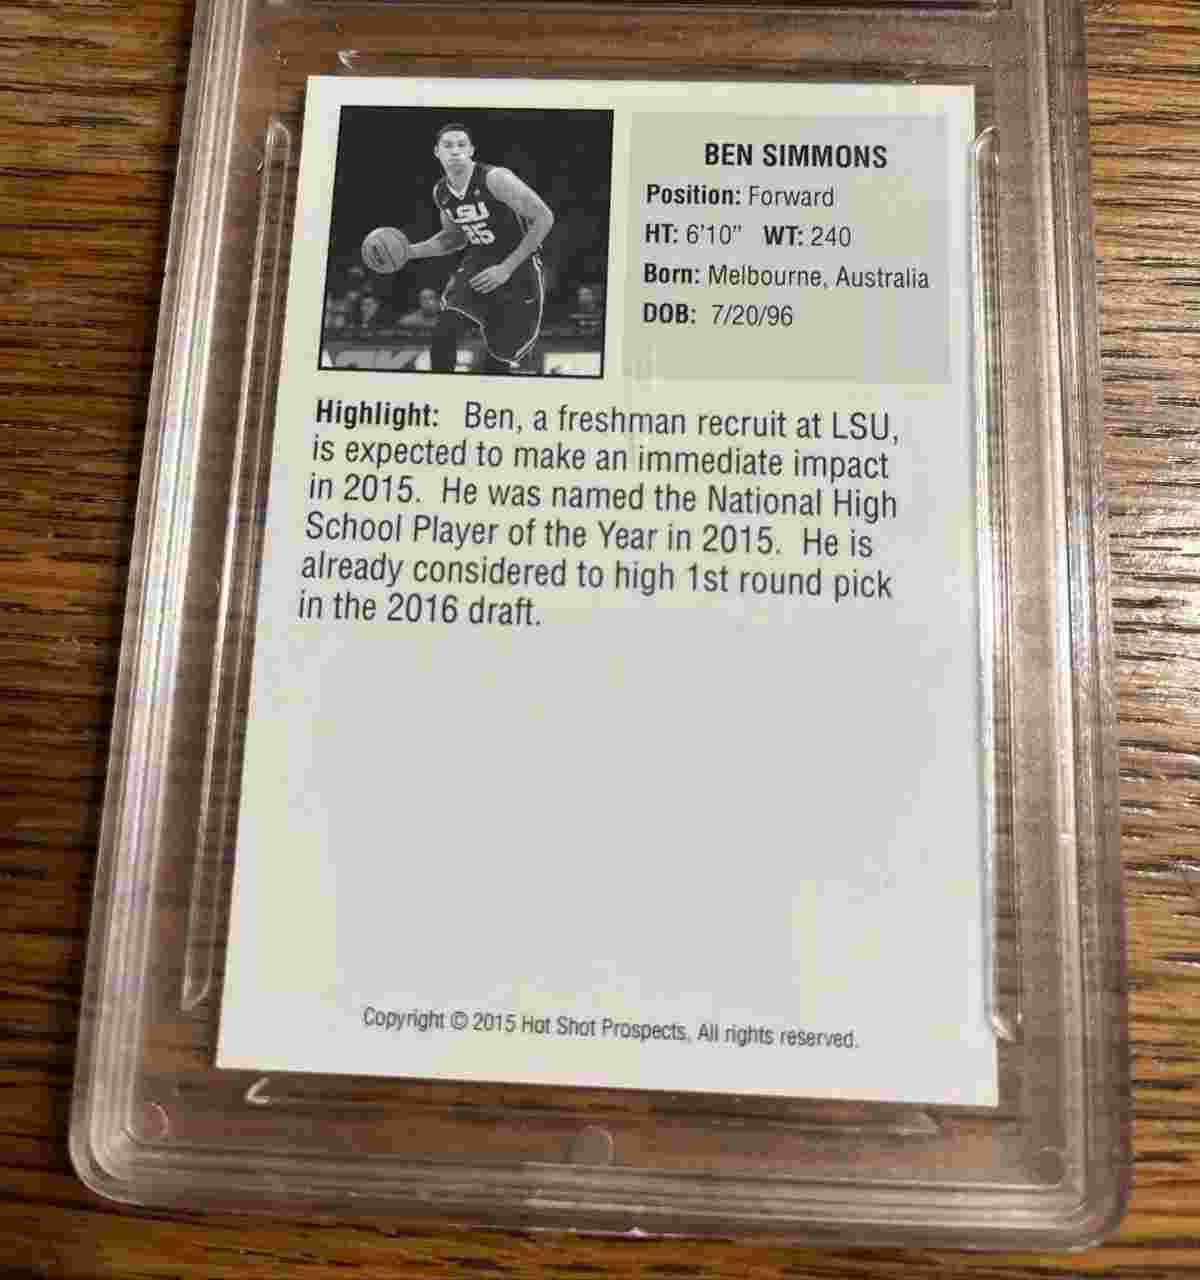 LSU
25
BEN SIMMONS
Position: Forward
HT: 6'10" WT: 240
Born: Melbourne, Australia
DOB: 7/20/96
Highlight: Ben, a freshman recruit at LSU,
is expected to make an immediate impact
in 2015. He was named the National High
School Player of the Year in 2015. He is
already considered to high 1st round pick
in the 2016 draft.
Copyright © 2015 Hot Shot Prospects. All rights reserved.